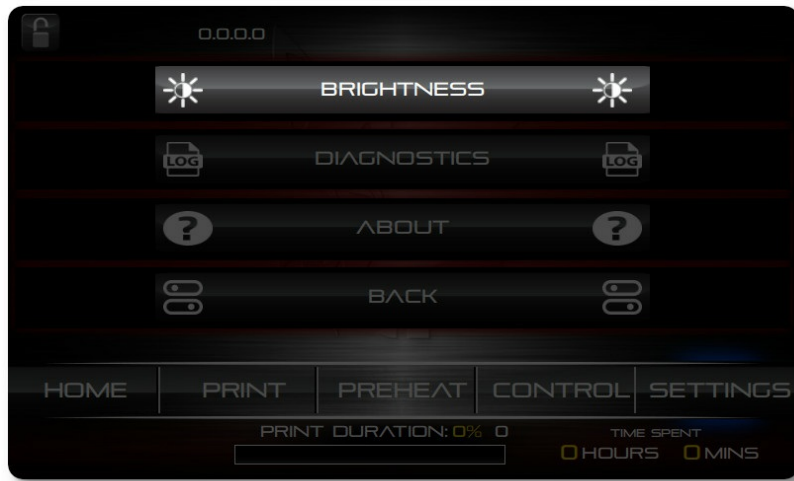 0.0.0.0
BRIGHTNESS
LOG DIAGNOSTICS LOG
? ABOUT ?
BACK
HOME PRINT PREHEAT CONTROL SETTINGS
PRINT DURATION: 0% 0 TIME SPENT
0 HOURS 0 MINS